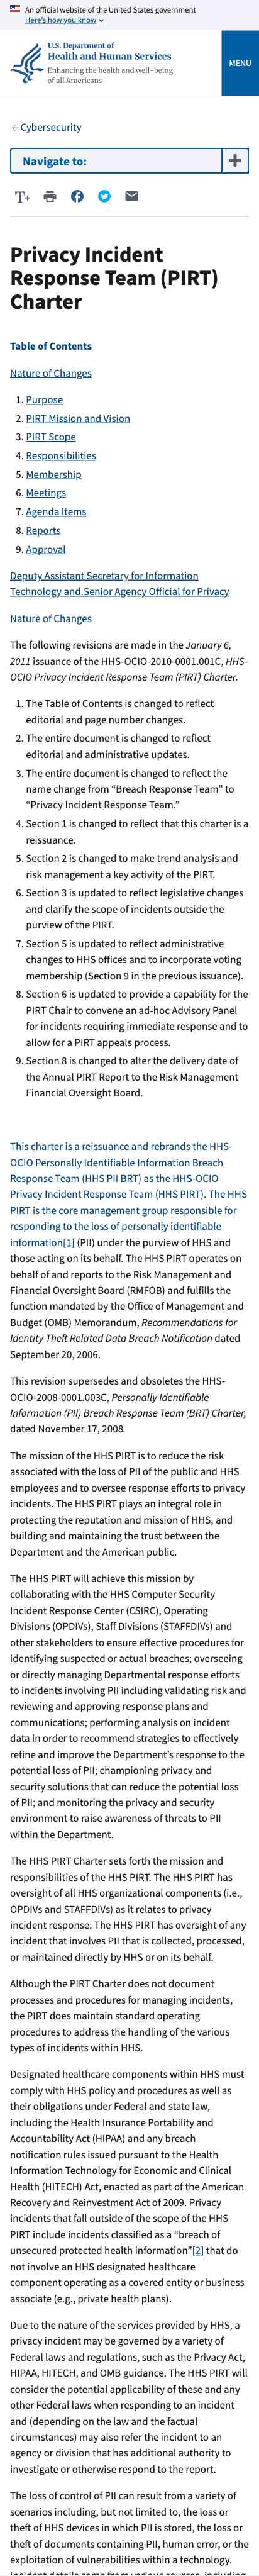 An official website of the United States government
Here's how you know
U.S. Department of
Health and Human Services
Enhancing the health and well-being
of all Americans
MENU
Cybersecurity
Navigate to:
Privacy Incident
Response Team (PIRT)
Charter
Table of Contents
Nature of Changes
1. Purpose
2. PIRT Mission and Vision
3. PIRT Scope
4. Responsibilities
5. Membership
6. Meetings
7. Agenda Items
8. Reports
9. Approval
Deputy Assistant Secretary for Information
Technology and.Senior Agency Official for Privacy
Nature of Changes
The following revisions are made in the January 6,
2011 issuance of the HHS-OCIO-2010-0001.001C, HHS-
OCIO Privacy Incident Response Team (PIRT) Charter.
1. The Table of Contents is changed to reflect
editorial and page number changes.
2. The entire document is changed to reflect
editorial and administrative updates.
3. The entire document is changed to reflect the
name change from “Breach Response Team” to
“Privacy Incident Response Team.”
4. Section 1 is changed to reflect that this charter is a
reissuance.
5. Section 2 is changed to make trend analysis and
risk management a key activity of the PIRT.
6. Section 3 is updated to reflect legislative changes
and clarify the scope of incidents outside the
purview of the PIRT.
7. Section 5 is updated to reflect administrative
changes to HHS offices and to incorporate voting
membership (Section 9 in the previous issuance).
8. Section 6 is updated to provide a capability for the
PIRT Chair to convene an ad-hoc Advisory Panel
for incidents requiring immediate response and to
allow for a PIRT appeals process.
9. Section 8 is changed to alter the delivery date of
the Annual PIRT Report to the Risk Management
Financial Oversight Board.
This charter is a reissuance and rebrands the HHS-
OCIO Personally Identifiable Information Breach
Response Team (HHS PII BRT) as the HHS-OCIO
Privacy Incident Response Team (HHS PIRT). The HHS
PIRT is the core management group responsible for
responding to the loss of personally identifiable
information[1] (PII) under the purview of HHS and
those acting on its behalf. The HHS PIRT operates on
behalf of and reports to the Risk Management and
Financial Oversight Board (RMFOB) and fulfills the
function mandated by the Office of Management and
Budget (OMB) Memorandum, Recommendations for
Identity Theft Related Data Breach Notification dated
September 20, 2006.
This revision supersedes and obsoletes the HHS-
OCIO-2008-0001.003C, Personally Identifiable
Information (PII) Breach Response Team (BRT) Charter,
dated November 17, 2008.
The mission of the HHS PIRT is to reduce the risk
associated with the loss of PII of the public and HHS
employees and to oversee response efforts to privacy
incidents. The HHS PIRT plays an integral role in
protecting the reputation and mission of HHS, and
building and maintaining the trust between the
Department and the American public.
The HHS PIRT will achieve this mission by
collaborating with the HHS Computer Security
Incident Response Center (CSIRC), Operating
Divisions (OPDIVs), Staff Divisions (STAFFDIVs) and
other stakeholders to ensure effective procedures for
identifying suspected or actual breaches; overseeing
or directly managing Departmental response efforts
to incidents involving PII including validating risk and
reviewing and approving response plans and
communications; performing analysis on incident
data in order to recommend strategies to effectively
refine and improve the Department’s response to the
potential loss of PII; championing privacy and
security solutions that can reduce the potential loss
of PII; and monitoring the privacy and security
environment to raise awareness of threats to PII
within the Department.
The HHS PIRT Charter sets forth the mission and
responsibilities of the HHS PIRT. The HHS PIRT has
oversight of all HHS organizational components (i.e.,
OPDIVs and STAFFDIVs) as it relates to privacy
incident response. The HHS PIRT has oversight of any
incident that involves PII that is collected, processed,
or maintained directly by HHS or on its behalf.
Although the PIRT Charter does not document
processes and procedures for managing incidents,
the PIRT does maintain standard operating
procedures to address the handling of the various
types of incidents within HHS.
Designated healthcare components within HHS must
comply with HHS policy and procedures as well as
their obligations under Federal and state law,
including the Health Insurance Portability and
Accountability Act (HIPAA) and any breach
notification rules issued pursuant to the Health
Information Technology for Economic and Clinical
Health (HITECH) Act, enacted as part of the American
Recovery and Reinvestment Act of 2009. Privacy
incidents that fall outside of the scope of the HHS
PIRT include incidents classified as a “breach of
unsecured protected health information”[2] that do
not involve an HHS designated healthcare
component operating as a covered entity or business
associate (e.g., private health plans).
Due to the nature of the services provided by HHS, a
privacy incident may be governed by a variety of
Federal laws and regulations, such as the Privacy Act,
HIPAA, HITECH, and OMB guidance. The HHS PIRT will
consider the potential applicability of these and any
other Federal laws when responding to an incident
and (depending on the law and the factual
circumstances) may also refer the incident to an
agency or division that has additional authority to
investigate or otherwise respond to the report.
The loss of control of PII can result from a variety of
scenarios including, but not limited to, the loss or
theft of HHS devices in which PII is stored, the loss or
theft of documents containing PII, human error, or the
exploitation of vulnerabilities within a technology.
Incident details come from various sources, including